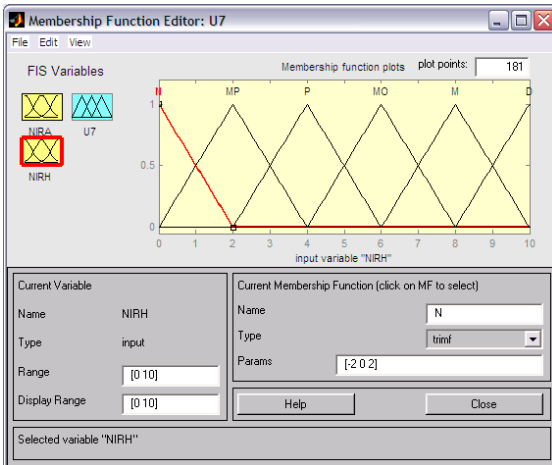 Membership Function Editor: U7
File Edit View
FIS Variables
Membership function plots plot points: 181
NIRA U7
NIRH
N MP P MO M D
1
0.5
0
0 1 2 3 4 5 6 7 8 9 10
input variable "NIRH"
Current Variable
Name NIRH
Type input
Range [0 10]
Display Range [0 10]
Current Membership Function (click on MF to select)
Name N
Type trimf
Params [-2 0 2]
Help Close
Selected variable "NIRH"